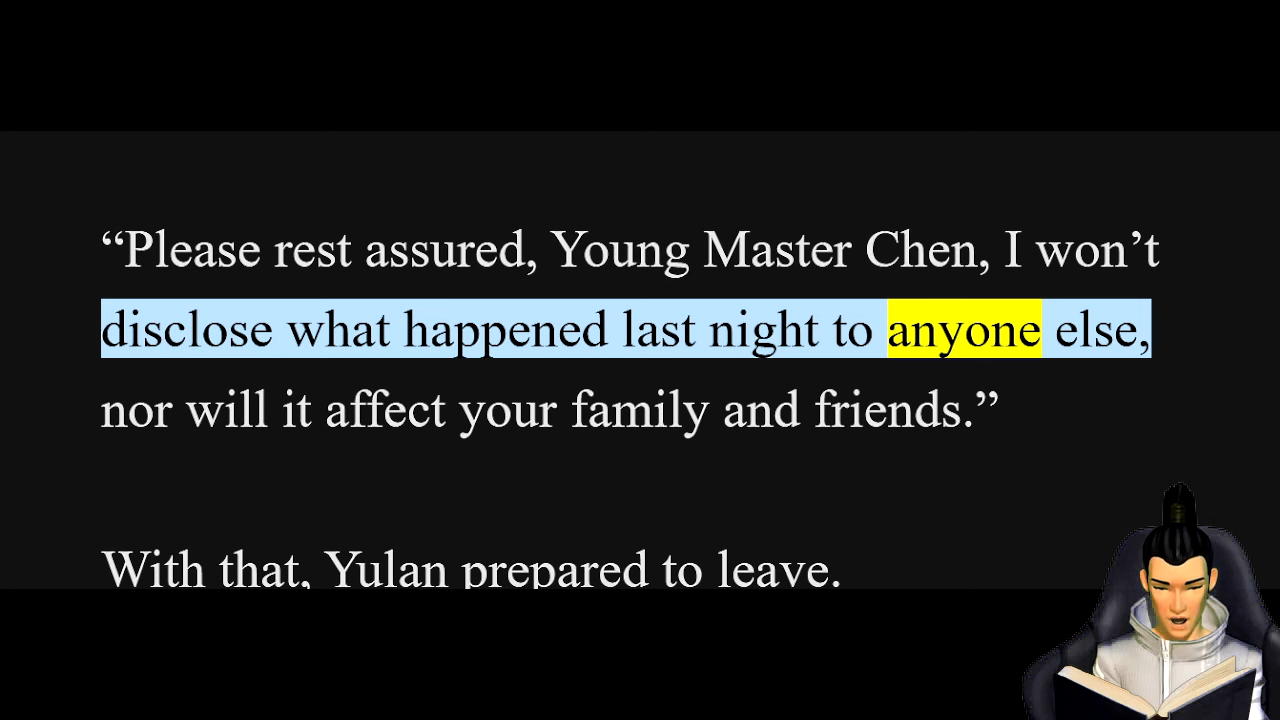 “Please rest assured, Young Master Chen, I won’t
disclose what happened last night to anyone else,
nor will it affect your family and friends.”
With that, Yulan prepared to leave.